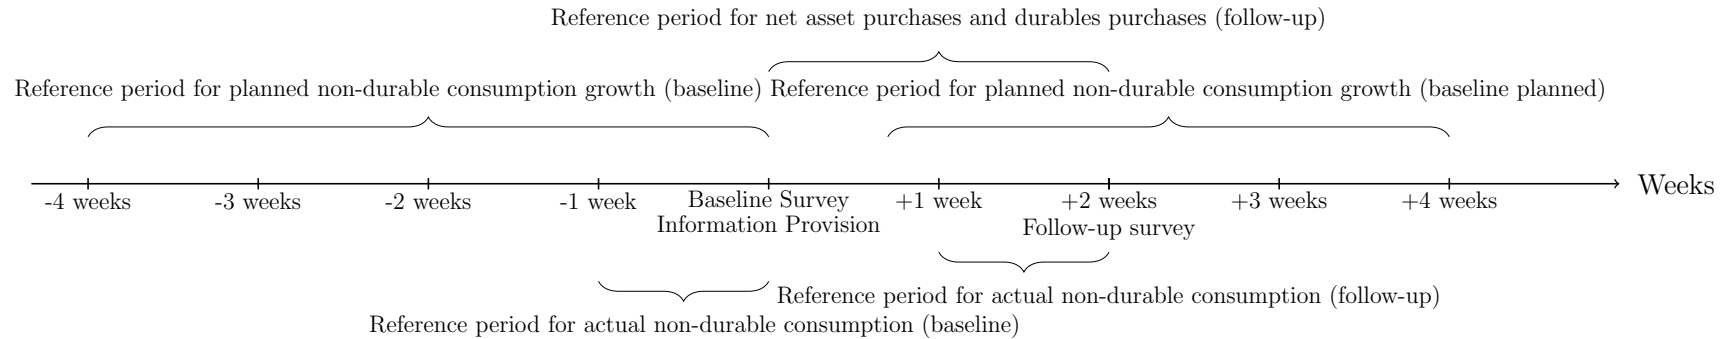 Reference period for net asset purchases and durables purchases (follow-up)
Reference period for planned non-durable consumption growth (baseline)
Reference period for planned non-durable consumption growth (baseline planned)
-4 weeks
-3 weeks
-2 weeks
-1 week
Baseline Survey
Information Provision
+1 week
+2 weeks
Follow-up survey
+3 weeks
+4 weeks
Weeks
Reference period for actual non-durable consumption (follow-up)
Reference period for actual non-durable consumption (baseline)